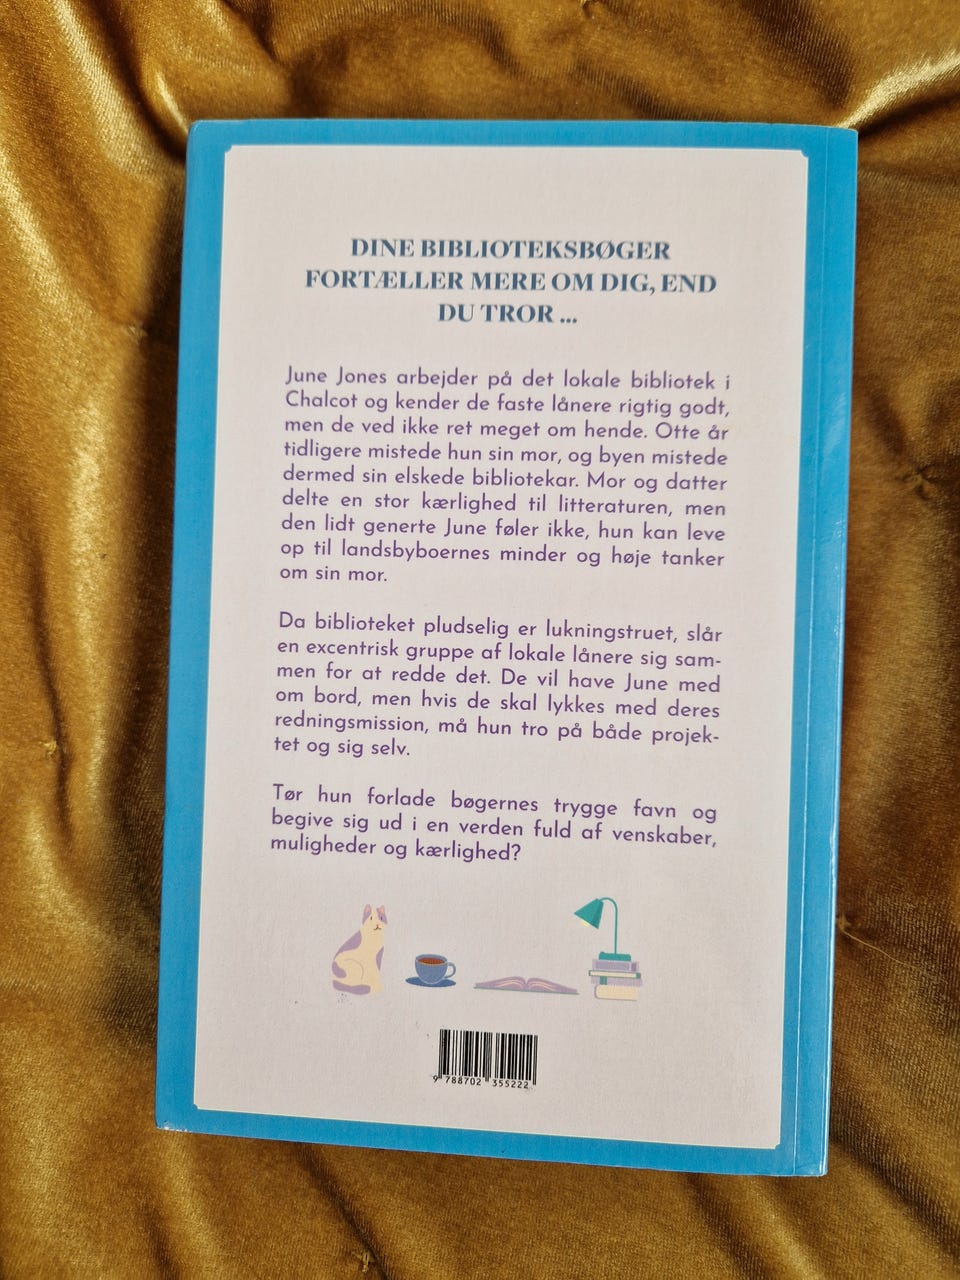 DINE BIBLIOTEKSBØGER
FORTÆLLER MERE OM DIG, END
DU TROR ...
June Jones arbejder på det lokale bibliotek i
Chalcot og kender de faste lånere rigtig godt,
men de ved ikke ret meget om hende. Otte år
tidligere mistede hun sin mor, og byen mistede
dermed sin elskede bibliotekar. Mor og datter
delte en stor kærlighed til litteraturen, men
den lidt generte June føler ikke, hun kan leve
op til landsbyboernes minder og høje tanker
om sin mor.
Da biblioteket pludselig er lukningstruet, slår
en excentrisk gruppe af lokale lånere sig sam-
men for at redde det. De vil have June med
om bord, men hvis de skal lykkes med deres
redningsmission, må hun tro på både projek-
tet og sig selv.
Tør hun forlade bøgernes trygge favn og
begive sig ud i en verden fuld af venskaber,
muligheder og kærlighed?
9 788702 355222